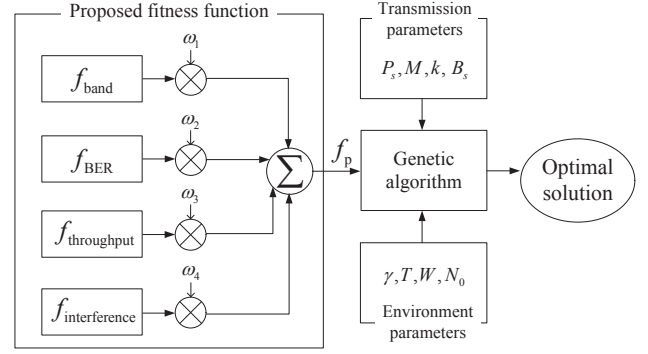 Proposed fitness function
ω₁
f_band
ω₂
f_BER
ω₃
f_throughput
ω₄
f_interference
Σ
f_p
Transmission
parameters
P_s, M, k, B_s
Genetic
algorithm
γ, T, W, N₀
Environment
parameters
Optimal
solution